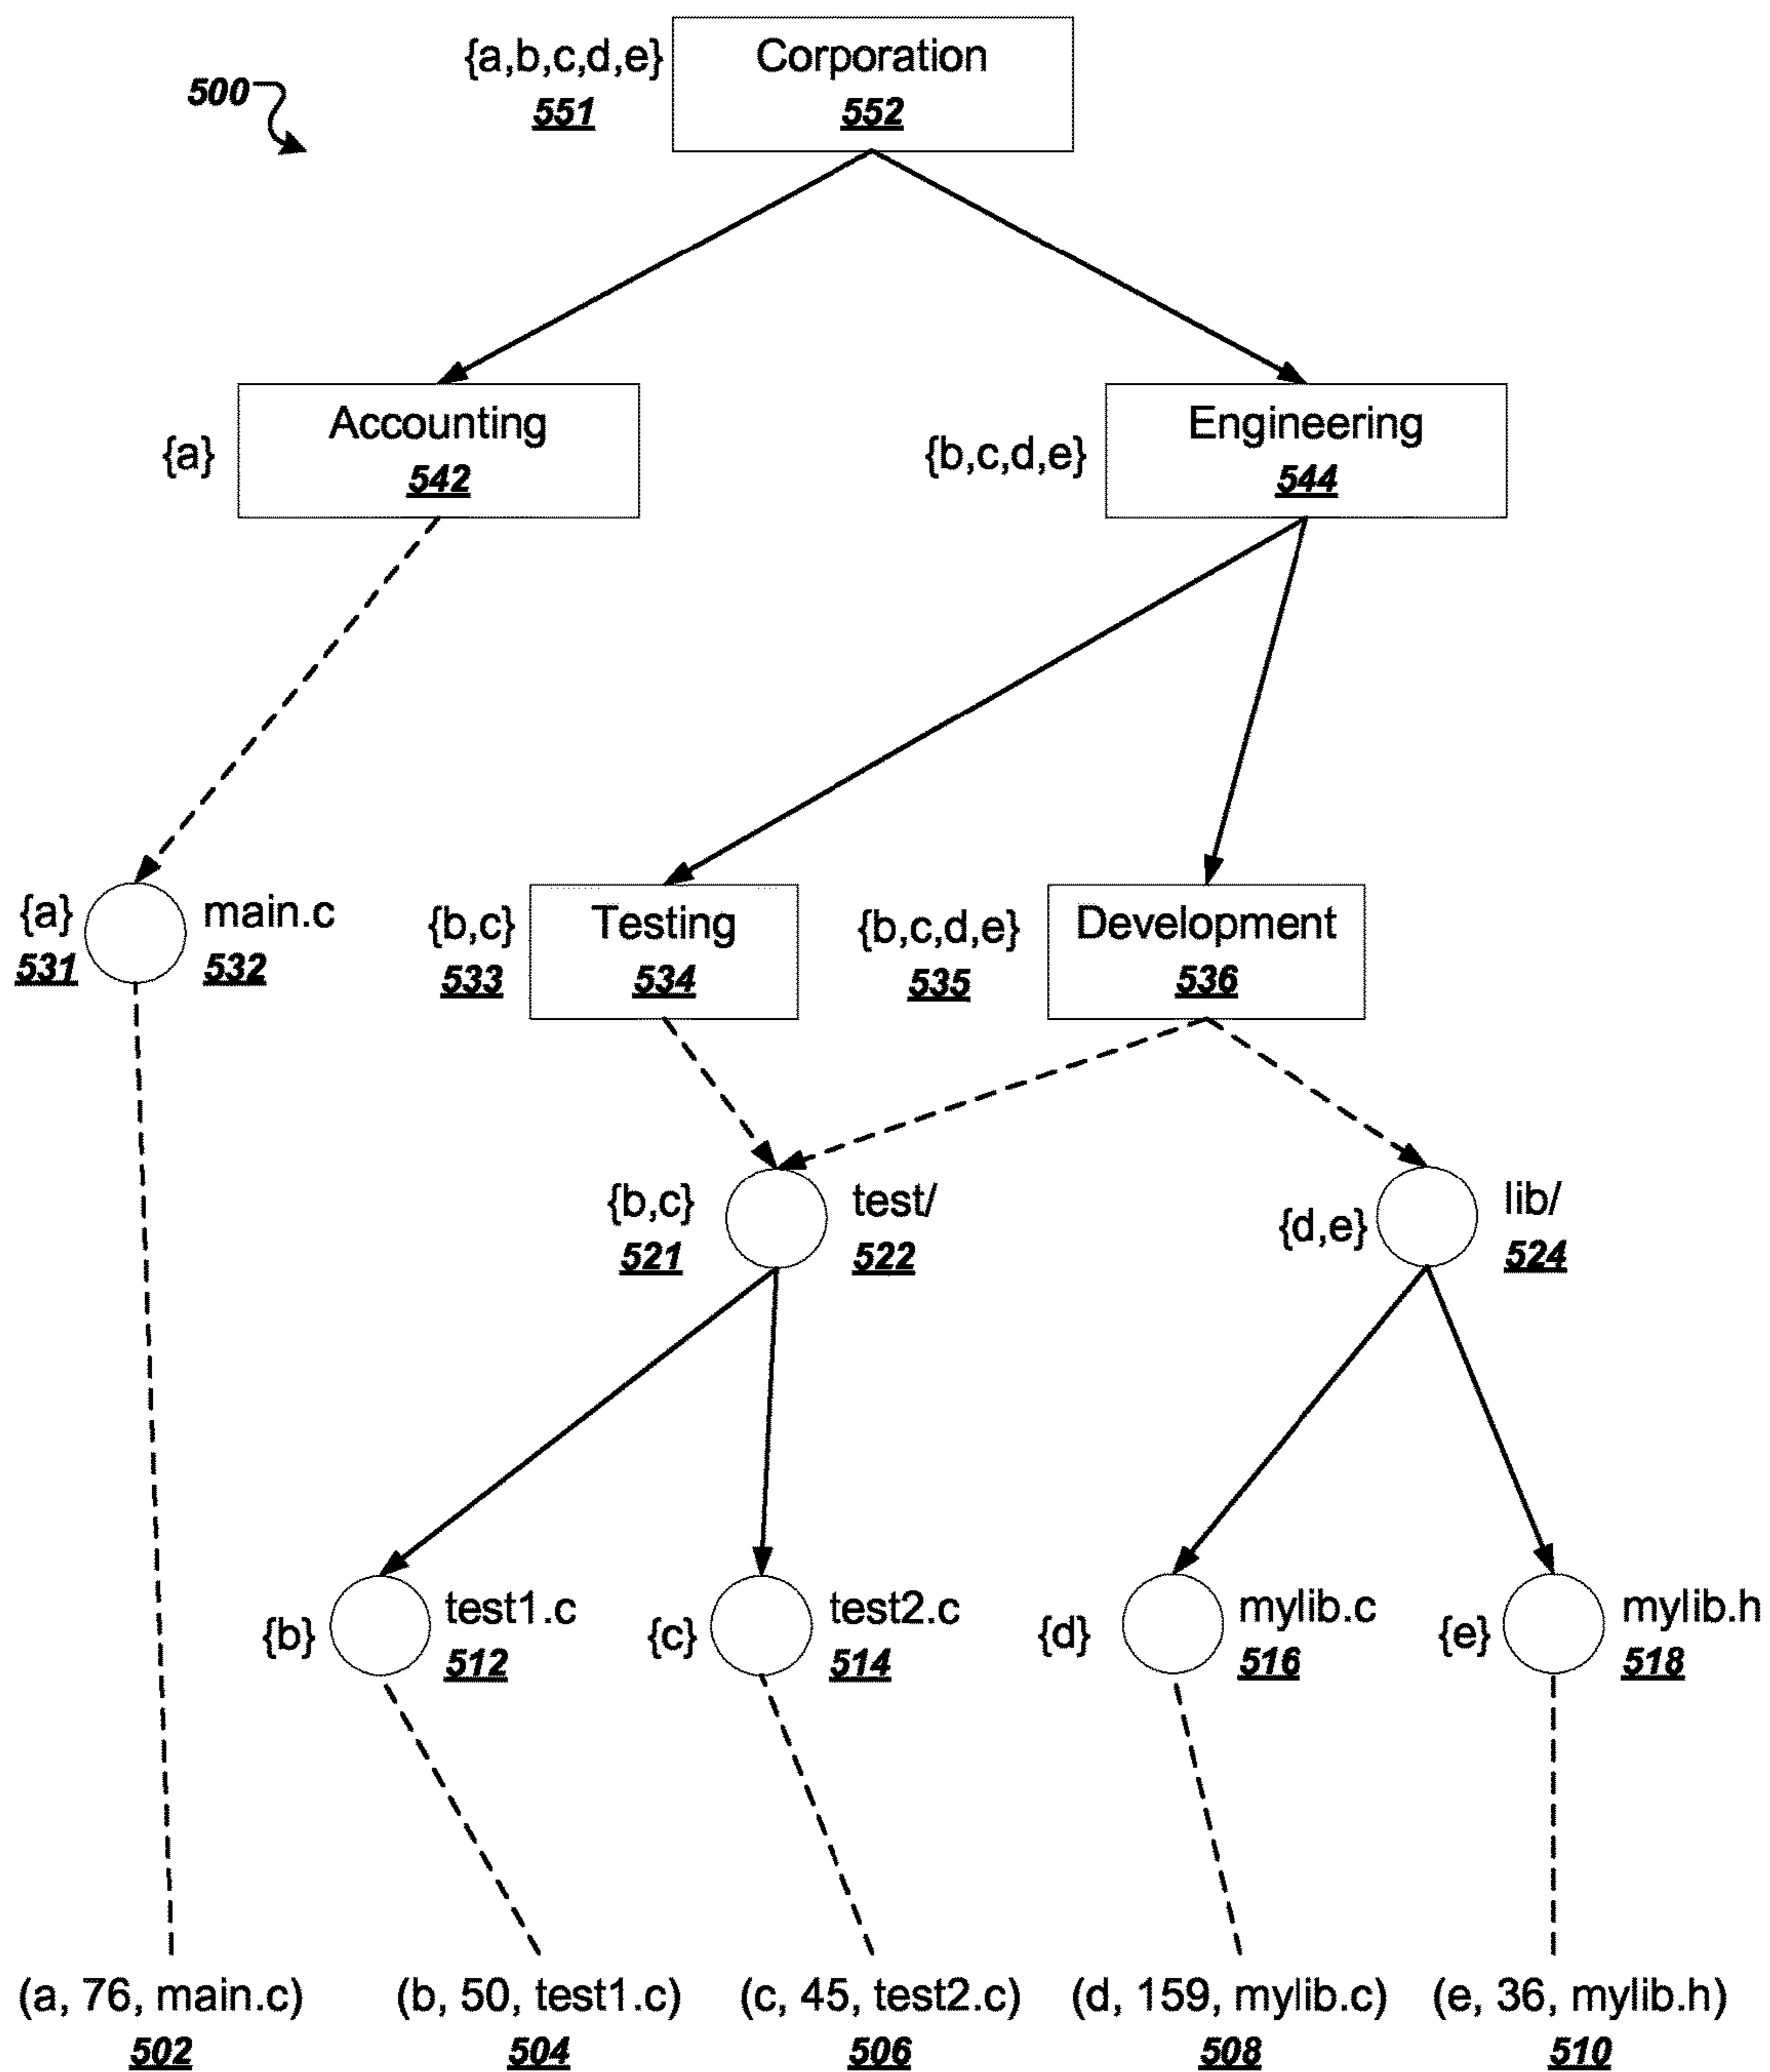 {a,b,c,d,e} Corporation
500
551 552
Accounting Engineering
{a} {b,c,d,e}
542 544
{a} main.c {b,c} Testing {b,c,d,e} Development
531 532 533 534 535 536
{b,c} test/ {d,e} lib/
521 522 524
{b} test1.c {c} test2.c {d} mylib.c {e} mylib.h
512 514 516 518
(a, 76, main.c) (b, 50, test1.c) (c, 45, test2.c) (d, 159, mylib.c) (e, 36, mylib.h)
502 504 506 508 510